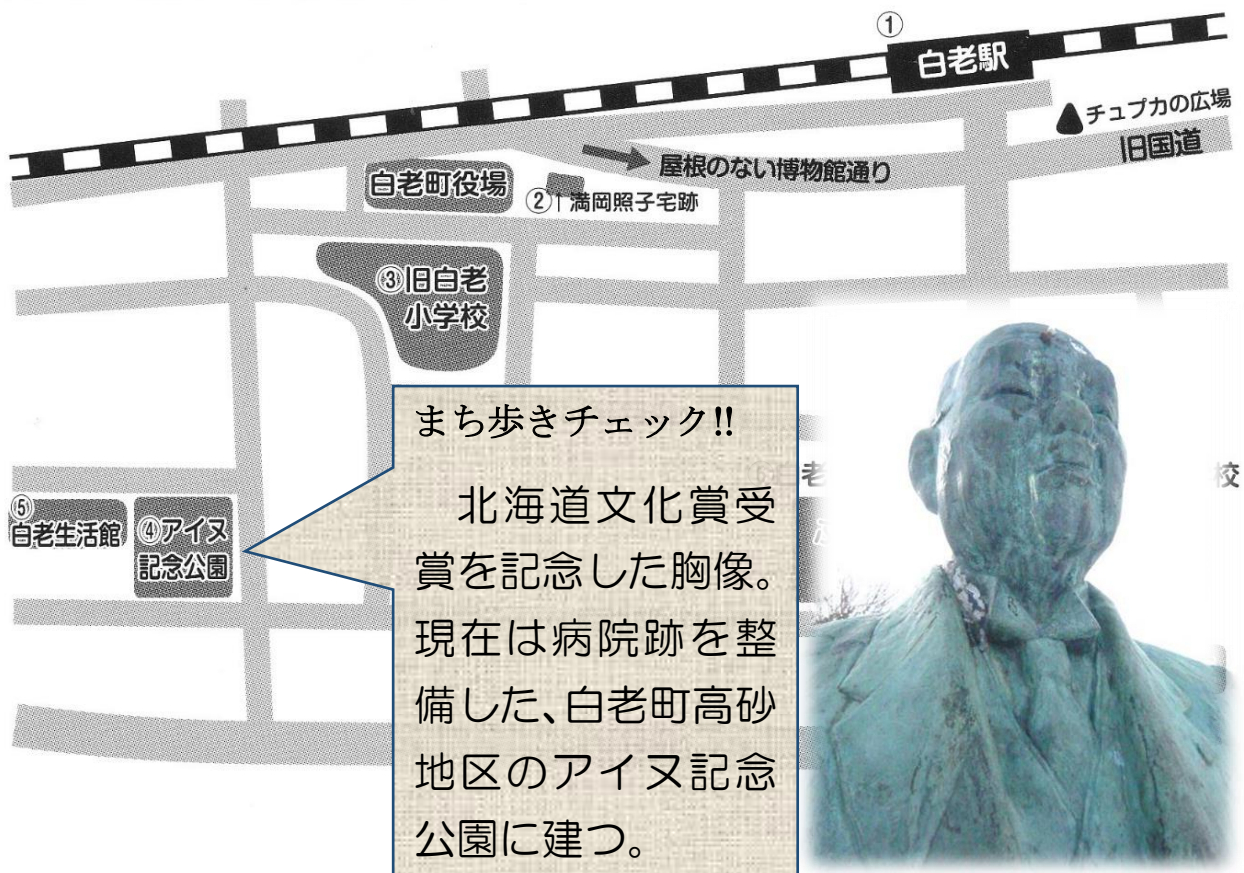 ①
白老駅
チュプカの広場
旧国道
屋根のない博物館通り
白老町役場
②↑満岡照子宅跡
③旧白老
小学校
まち歩きチェック!!
北海道文化賞受
賞を記念した胸像。
現在は病院跡を整
備した、白老町高砂
地区のアイヌ記念
公園に建つ。
老
校
⑤
白老生活館
④アイヌ
記念公園